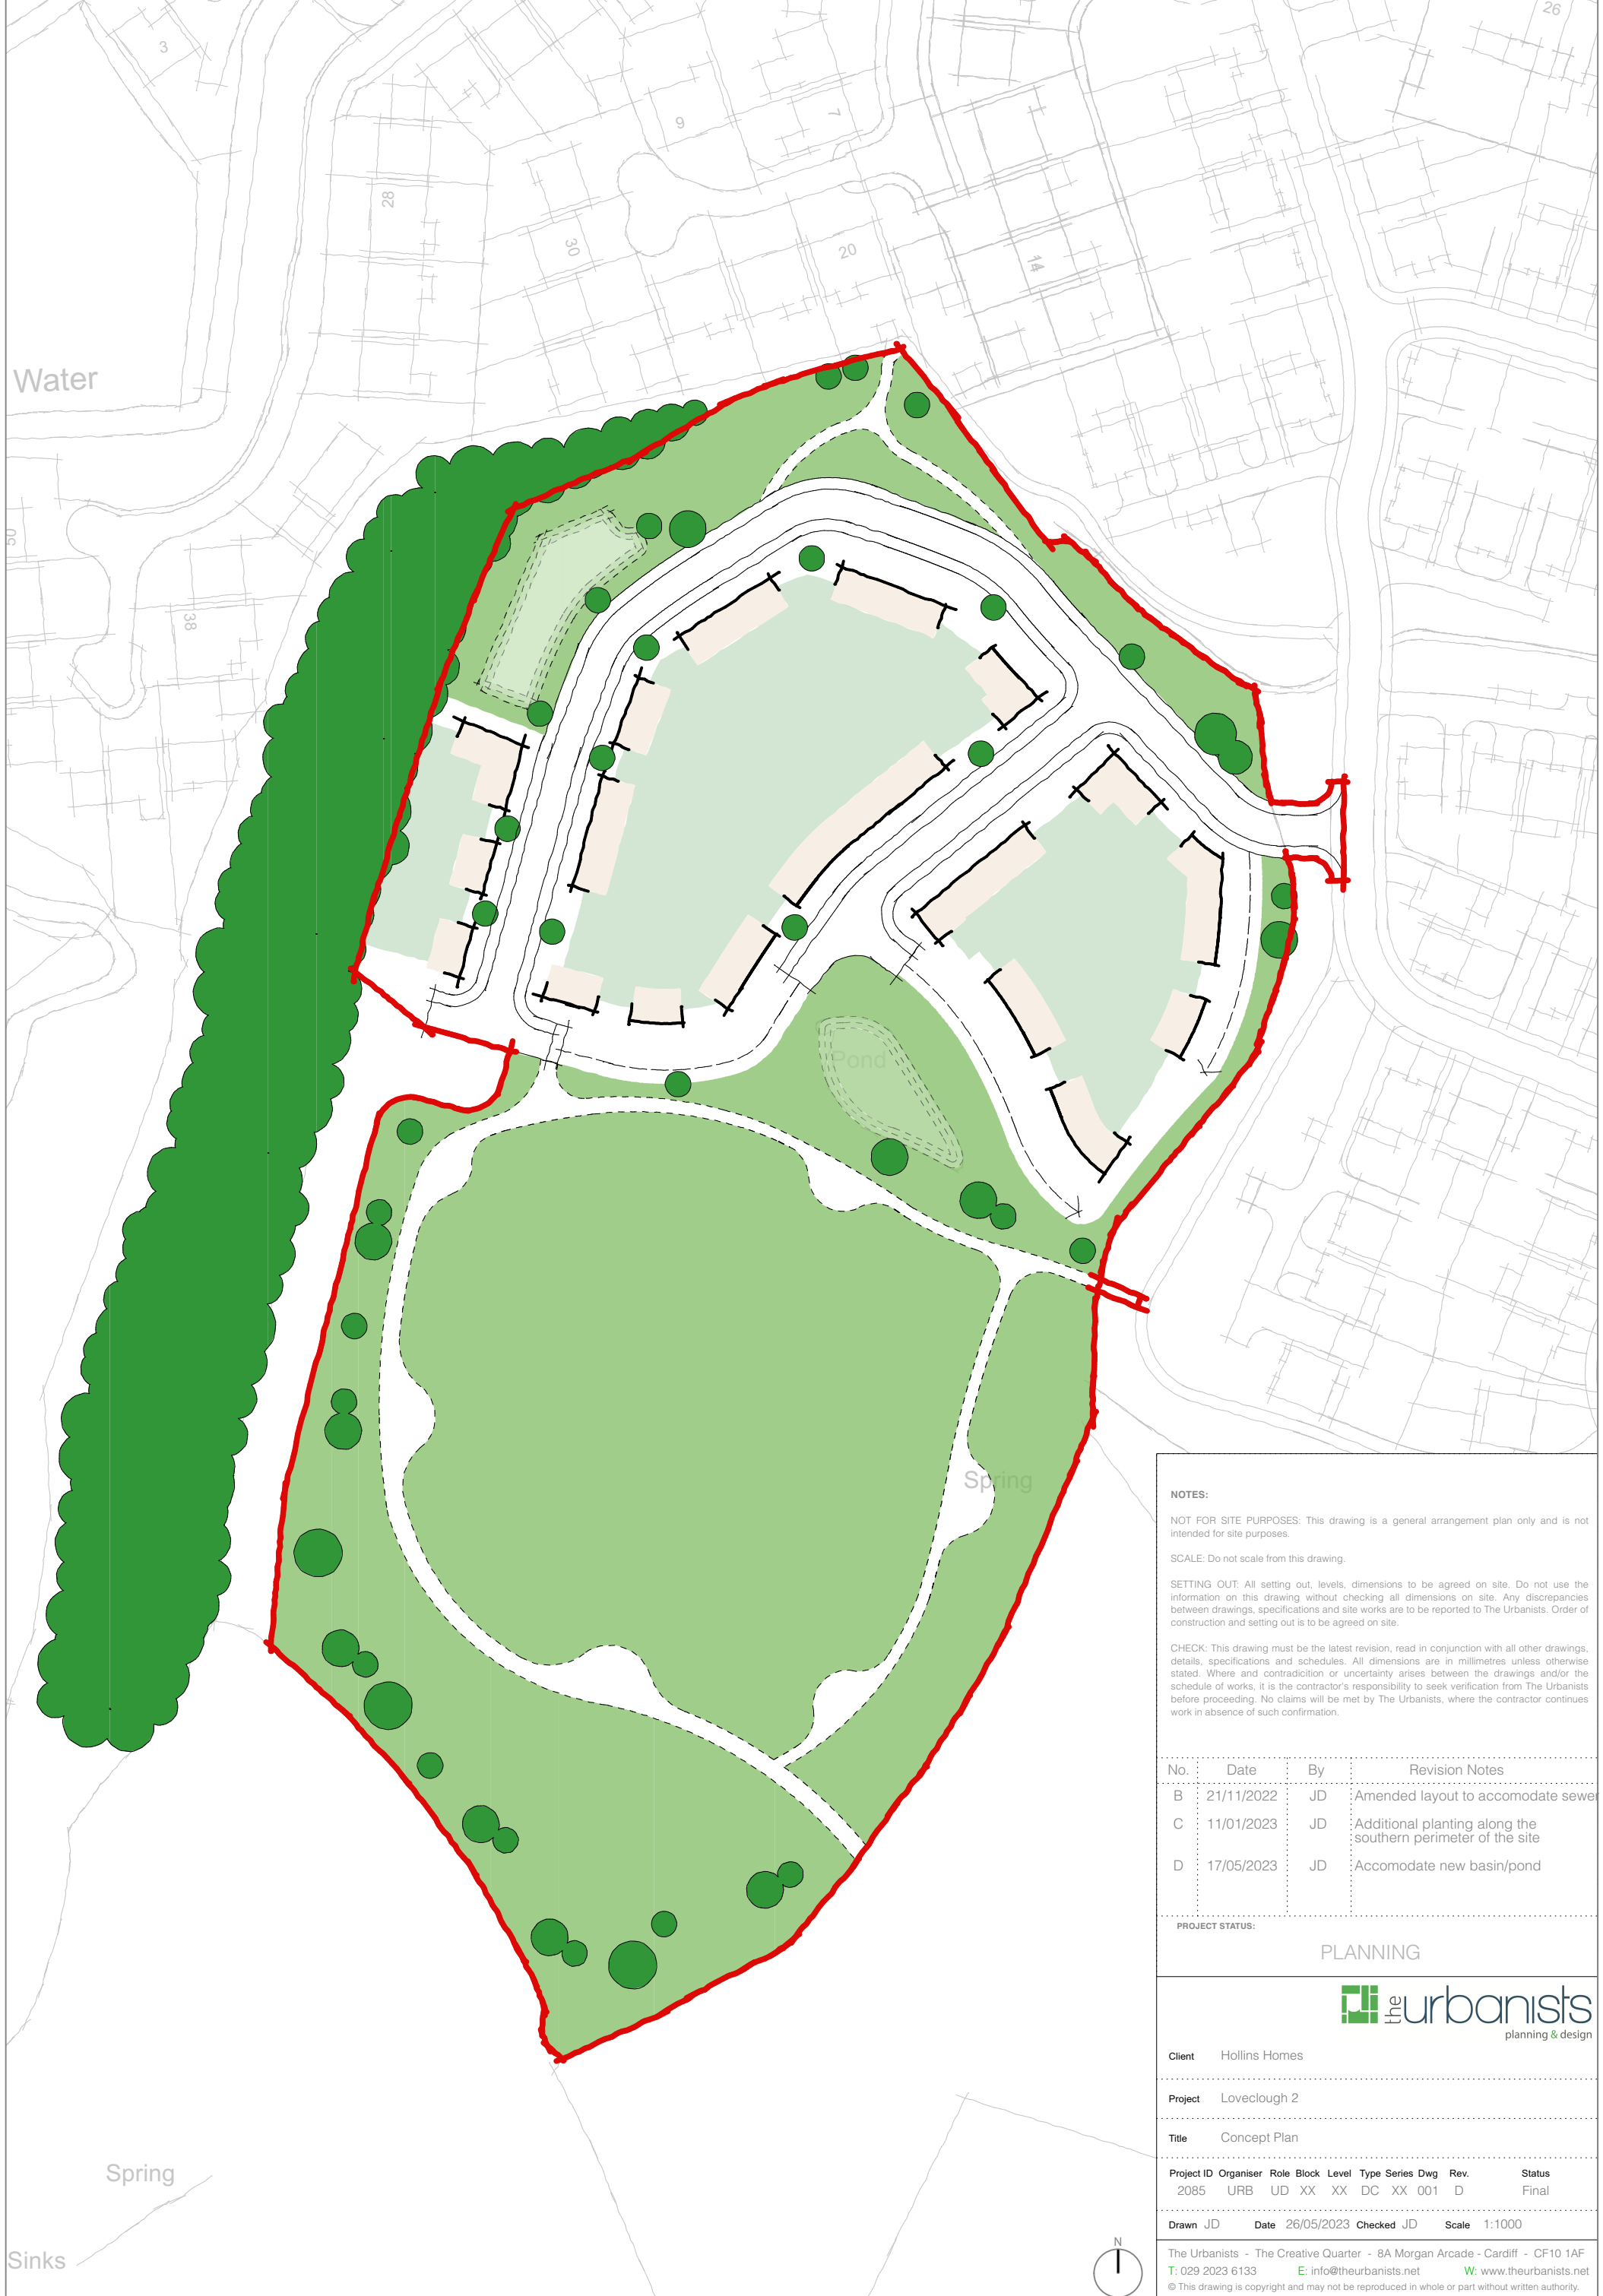 26
3
9
7
28
30
20
14
Water
50
38
Pond
Spring
NOTES:
NOT FOR SITE PURPOSES: This drawing is a general arrangement plan only and is not
intended for site purposes.
SCALE: Do not scale from this drawing.
SETTING OUT: All setting out, levels, dimensions to be agreed on site. Do not use the
information on this drawing without checking all dimensions on site. Any discrepancies
between drawings, specifications and site works are to be reported to The Urbanists. Order of
construction and setting out is to be agreed on site.
CHECK: This drawing must be the latest revision, read in conjunction with all other drawings,
details, specifications and schedules. All dimensions are in millimetres unless otherwise
stated. Where and contradicition or uncertainty arises between the drawings and/or the
schedule of works, it is the contractor's responsibility to seek verification from The Urbanists
before proceeding. No claims will be met by The Urbanists, where the contractor continues
work in absence of such confirmation.
No. Date By Revision Notes
B 21/11/2022 JD Amended layout to accomodate sewer
C 11/01/2023 JD Additional planting along the
southern perimeter of the site
D 17/05/2023 JD Accomodate new basin/pond
PROJECT STATUS:
PLANNING
the urbanists
planning & design
Client Hollins Homes
Project Loveclough 2
Title Concept Plan
Project ID Organiser Role Block Level Type Series Dwg Rev. Status
2085 URB UD XX XX DC XX 001 D Final
Drawn JD Date 26/05/2023 Checked JD Scale 1:1000
The Urbanists - The Creative Quarter - 8A Morgan Arcade - Cardiff - CF10 1AF
T: 029 2023 6133 E: info@theurbanists.net W: www.theurbanists.net
© This drawing is copyright and may not be reproduced in whole or part without written authority.
Spring
Sinks
N